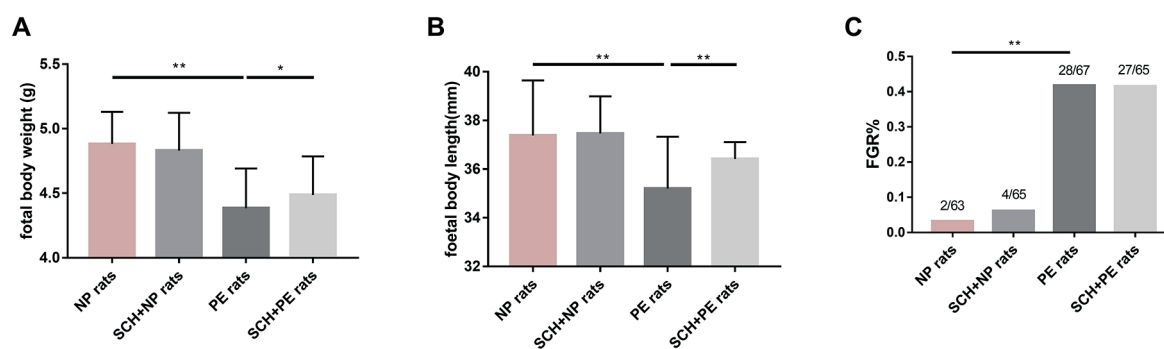 A
fotal body weight (g)
5.5
5.0
4.5
4.0
**
*
NP rats
SCH+NP rats
PE rats
SCH+PE rats
B
foetal body length(mm)
40
36
34
32
**
**
NP rats
SCH+NP rats
PE rats
SCH+PE rats
C
FGR%
0.5
0.4
0.3
0.2
0.1
0.0
**
2/63
4/65
28/67
27/65
NP rats
SCH+NP rats
PE rats
SCH+PE rats